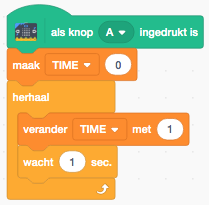 als knop A ingedrukt is
maak TIME 0
herhaal
verander TIME met 1
wacht 1 sec.